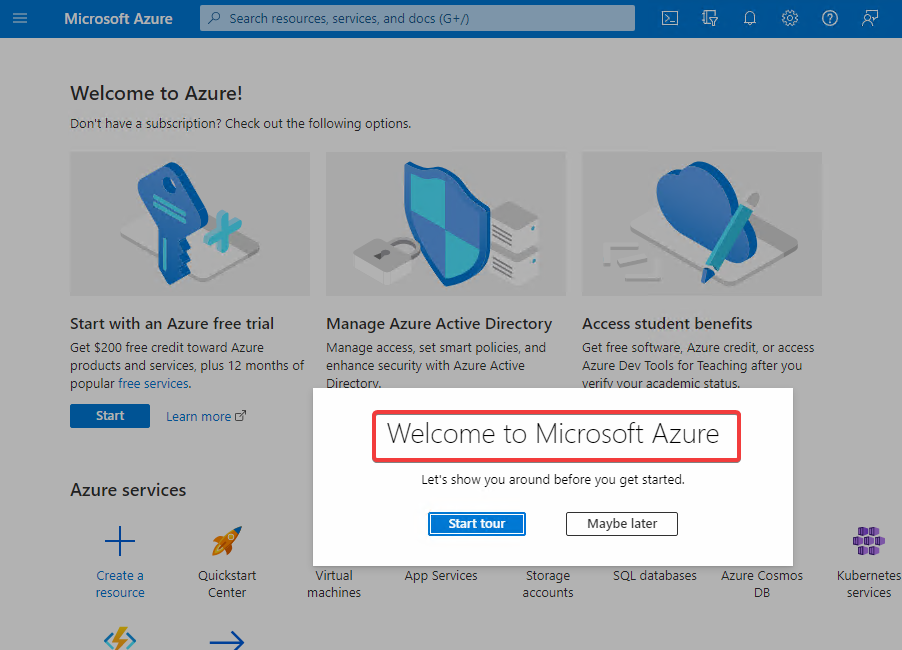 Microsoft Azure
Search resources, services, and docs (G+/)
Welcome to Azure!
Don't have a subscription? Check out the following options.
Start with an Azure free trial
Get $200 free credit toward Azure
products and services, plus 12 months of
popular free services.
Start
Learn more
Manage Azure Active Directory
Manage access, set smart policies, and
enhance security with Azure Active
Directory.
Access student benefits
Get free software, Azure credit, or access
Azure Dev Tools for Teaching after you
verify your academic status.
Welcome to Microsoft Azure
Let's show you around before you get started.
Start tour
Maybe later
Azure services
Create a
resource
Quickstart
Center
Virtual
machines
App Services
Storage
accounts
SQL databases
Azure Cosmos
DB
Kubernetes
services